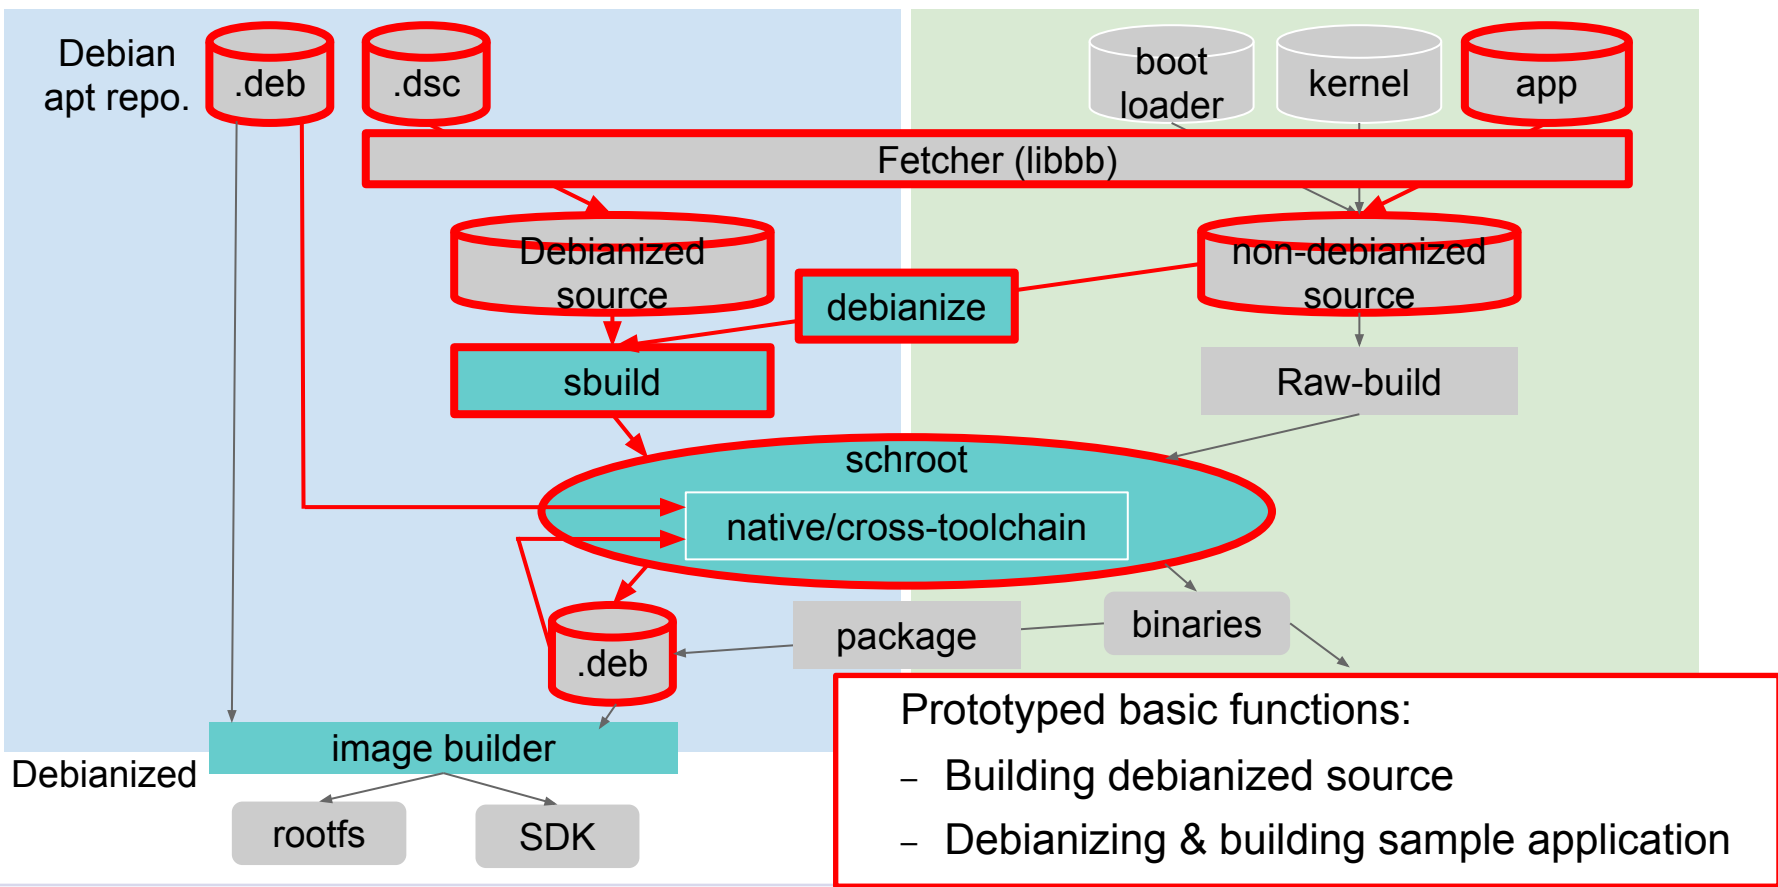 Debian
apt repo.
.deb
.dsc
boot
loader
kernel
app
Fetcher (libbb)
Debianized
source
non-debianized
source
debianize
sbuild
Raw-build
schroot
native/cross-toolchain
.deb
package
binaries
image builder
Debianized
rootfs
SDK
Prototyped basic functions:
– Building debianized source
– Debianizing & building sample application